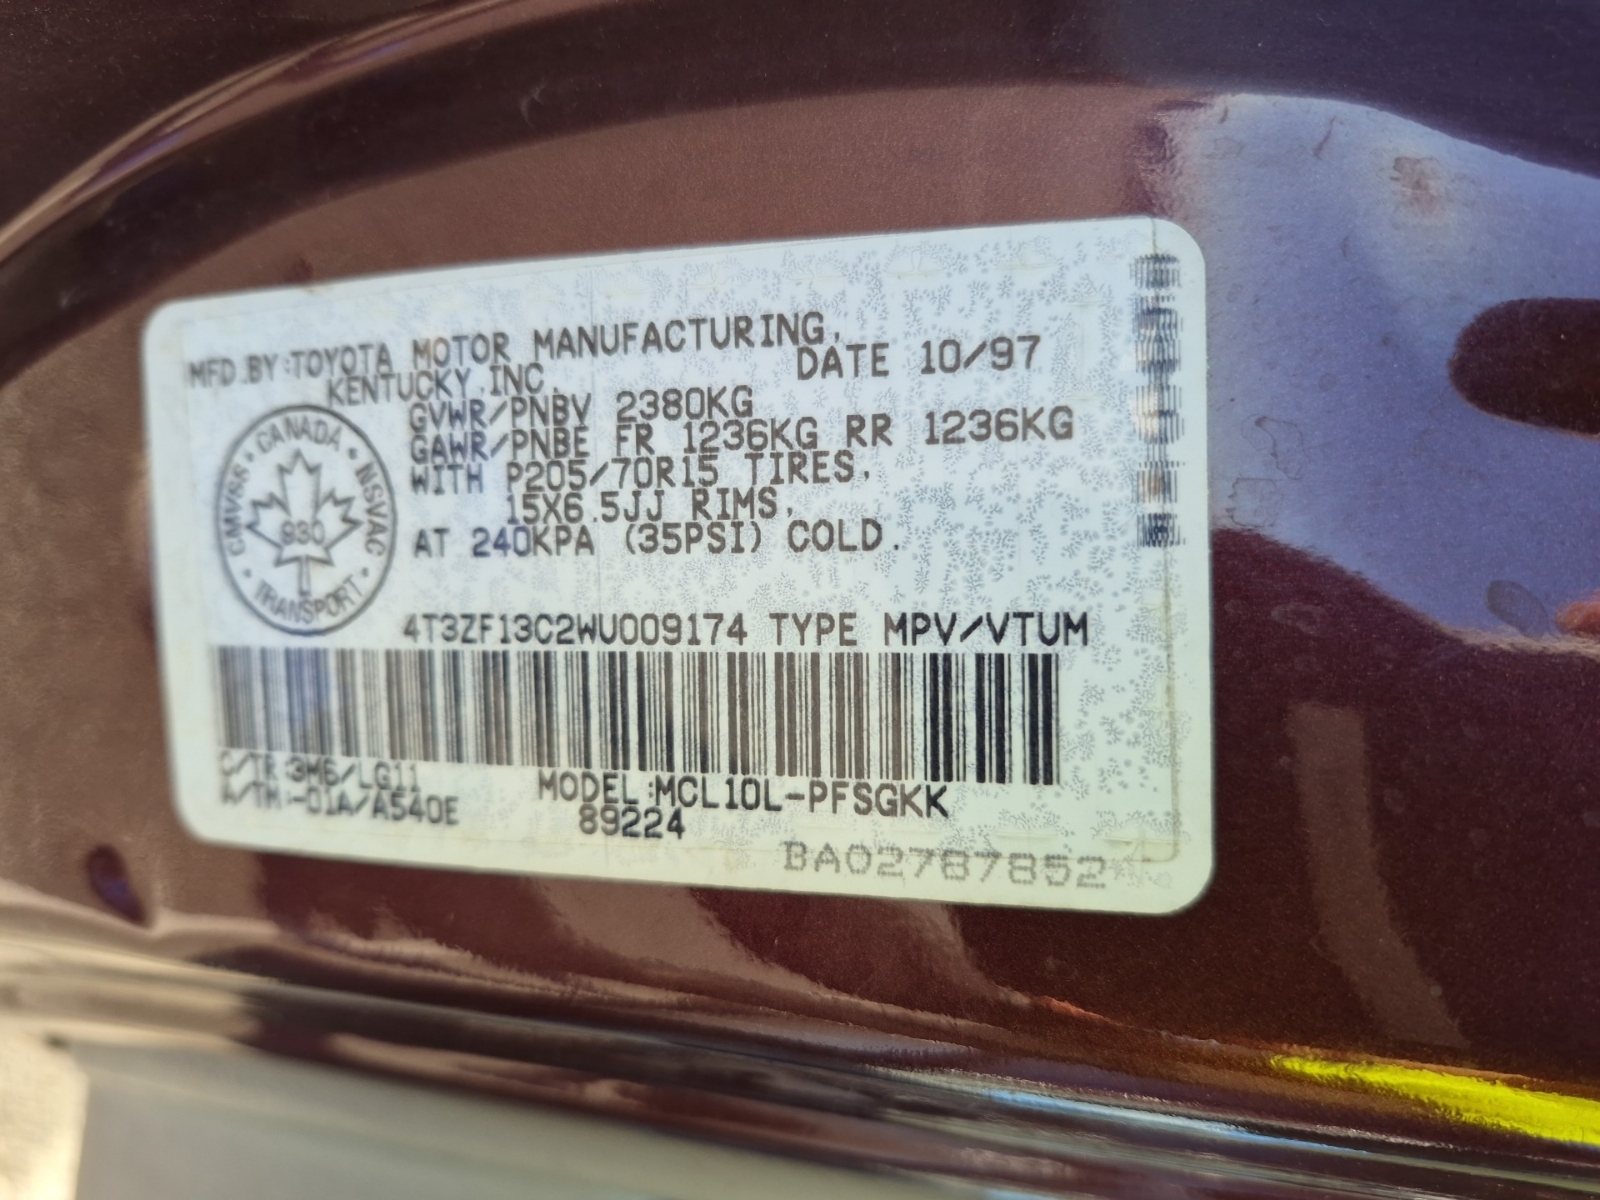 MFD.BY:TOYOTA MOTOR MANUFACTURING,
KENTUCKY,INC. DATE 10/97
GVWR/PNBV 2380KG
GAWR/PNBE FR 1236KG RR 1236KG
WITH P205/70R15 TIRES,
15X6.5JJ RIMS,
AT 240KPA (35PSI) COLD.
CANADA
CMVSS NSVAC
930
TRANSPORT
4T3ZF13C2WU009174 TYPE MPV/VTUM
C/TR:3M6/LG11
A/TM:-01A/A540E
MODEL:MCL10L-PFSGKK
89224
BA02787852